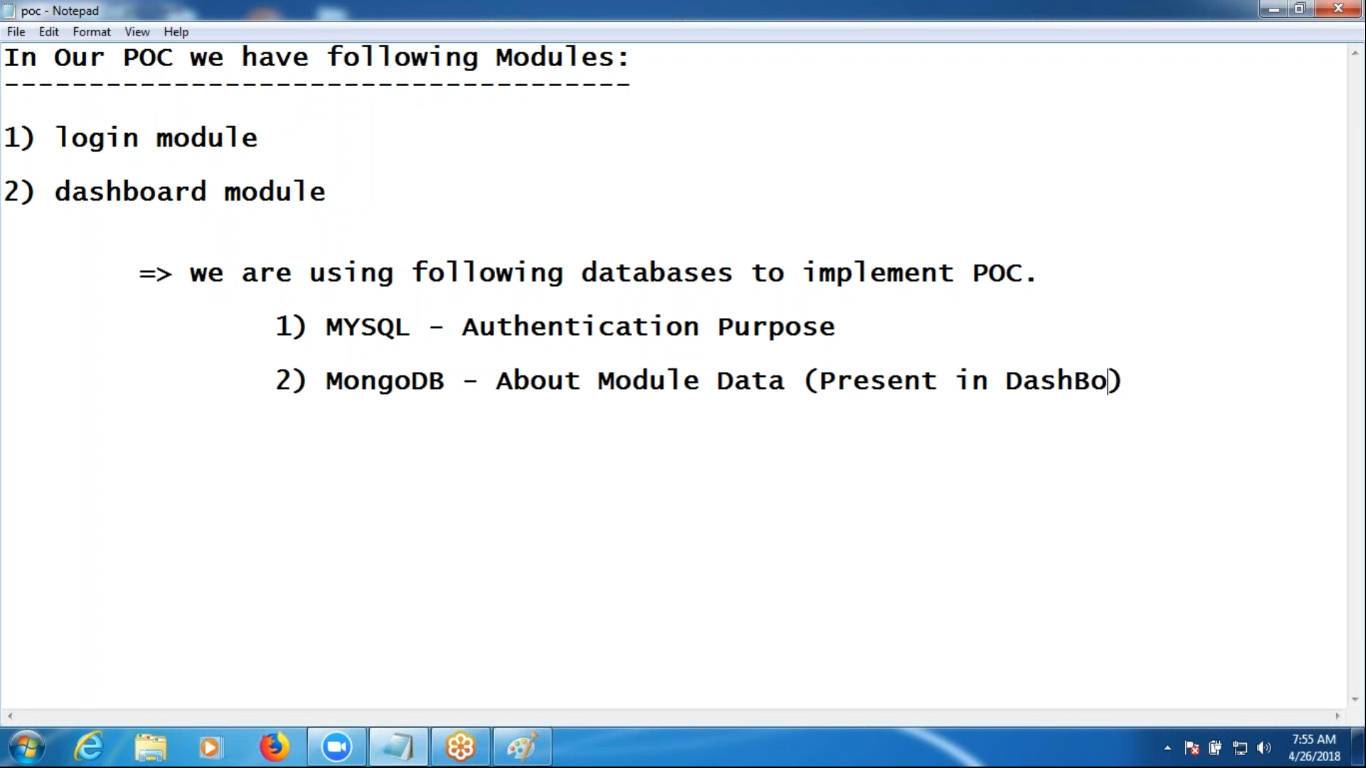 poc - Notepad
File Edit Format View Help
In Our POC we have following Modules:
-------------------------------------
1) login module
2) dashboard module
=> we are using following databases to implement POC.
1) MYSQL - Authentication Purpose
2) MongoDB - About Module Data (Present in DashBo)
7:55 AM
4/26/2018